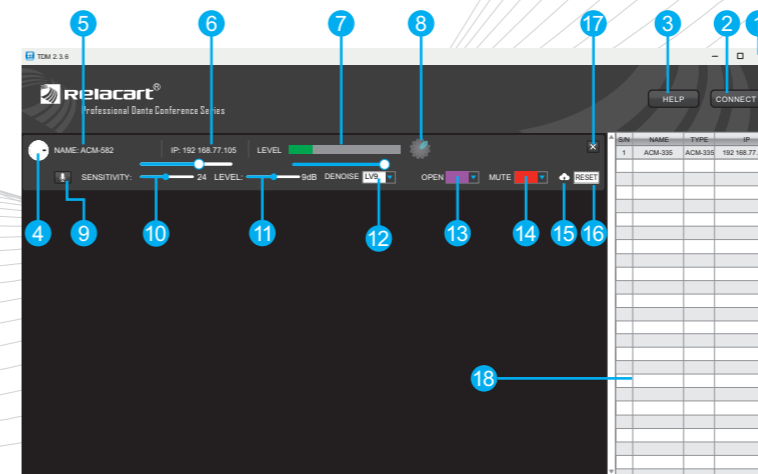 5 6 7 8 17 3 2 1
TDM 2.3.6
Relacart®
Professional Dante Conference Series
HELP CONNECT
NAME: ACM-582 IP: 192 168.77.105 LEVEL
S/N NAME TYPE IP
1 ACM-335 ACM-335 192 168.77.
SENSITIVITY: 24 LEVEL: 9dB DENOISE LV9 OPEN MUTE RESET
4 9 10 11 12 13 14 15 16
18